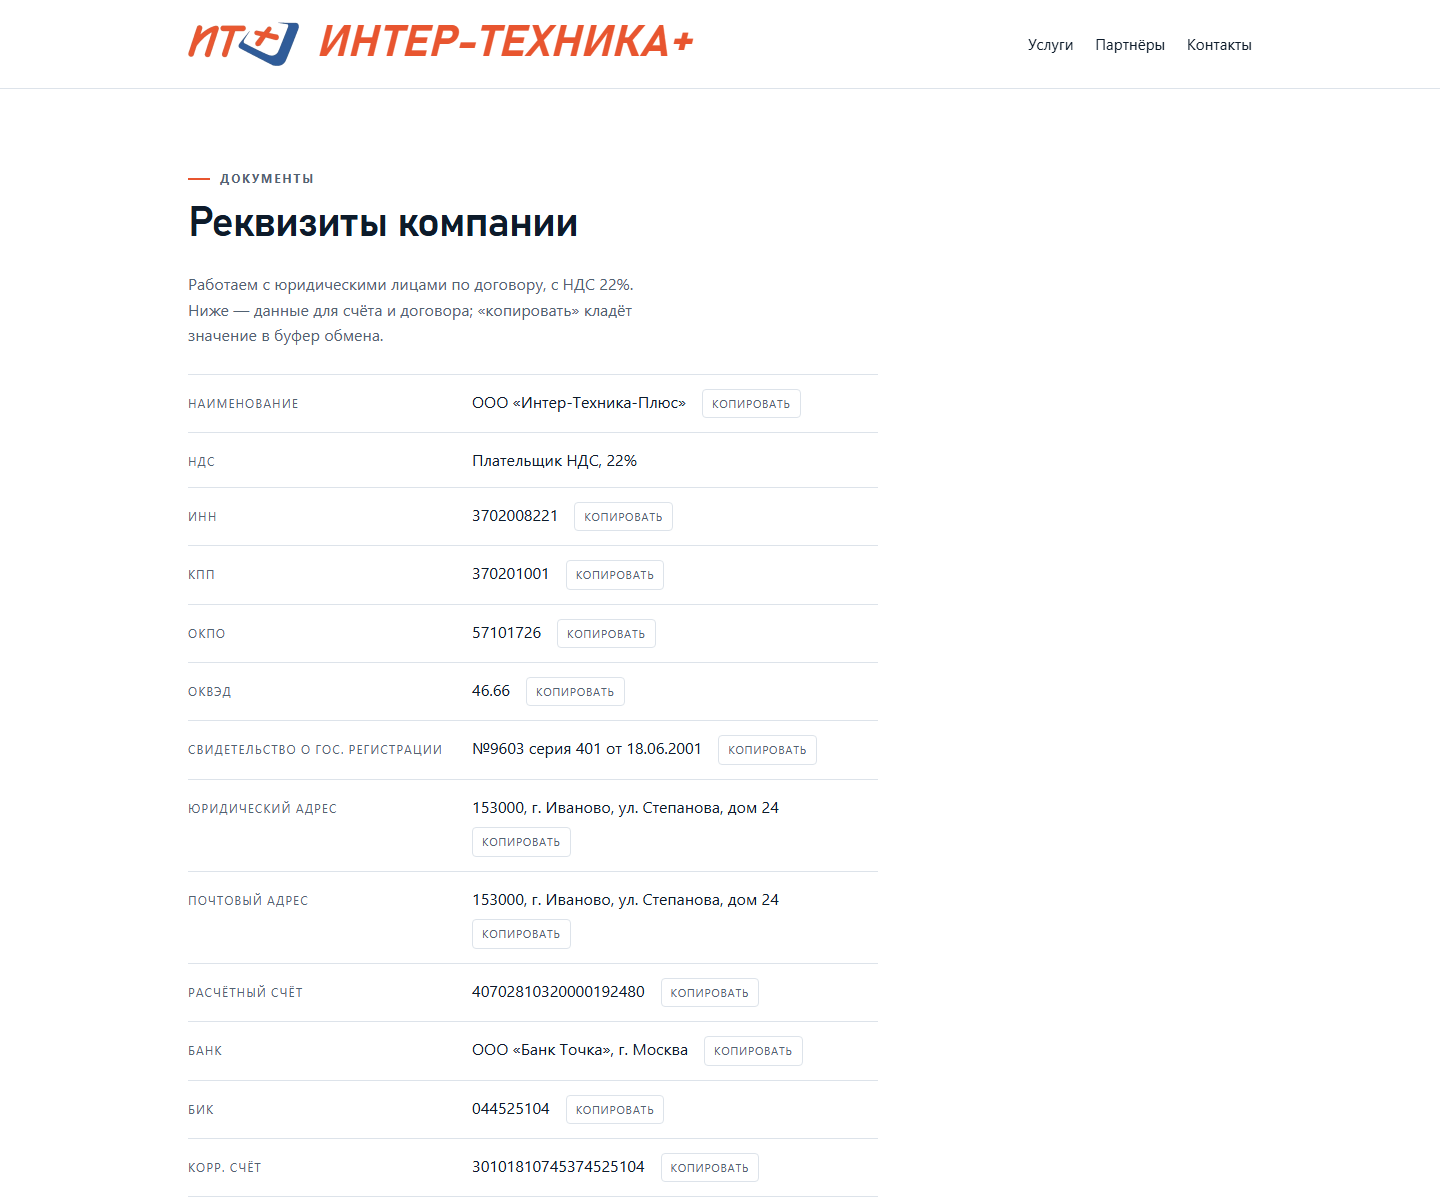 ИТ+ ИНТЕР-ТЕХНИКА+
Услуги Партнёры Контакты
ДОКУМЕНТЫ
Реквизиты компании
Работаем с юридическими лицами по договору, с НДС 22%.
Ниже — данные для счёта и договора; «копировать» кладёт
значение в буфер обмена.
НАИМЕНОВАНИЕ ООО «Интер-Техника-Плюс» КОПИРОВАТЬ
НДС Плательщик НДС, 22%
ИНН 3702008221 КОПИРОВАТЬ
КПП 370201001 КОПИРОВАТЬ
ОКПО 57101726 КОПИРОВАТЬ
ОКВЭД 46.66 КОПИРОВАТЬ
СВИДЕТЕЛЬСТВО О ГОС. РЕГИСТРАЦИИ №9603 серия 401 от 18.06.2001 КОПИРОВАТЬ
ЮРИДИЧЕСКИЙ АДРЕС 153000, г. Иваново, ул. Степанова, дом 24
КОПИРОВАТЬ
ПОЧТОВЫЙ АДРЕС 153000, г. Иваново, ул. Степанова, дом 24
КОПИРОВАТЬ
РАСЧЁТНЫЙ СЧЁТ 40702810320000192480 КОПИРОВАТЬ
БАНК ООО «Банк Точка», г. Москва КОПИРОВАТЬ
БИК 044525104 КОПИРОВАТЬ
КОРР. СЧЁТ 30101810745374525104 КОПИРОВАТЬ